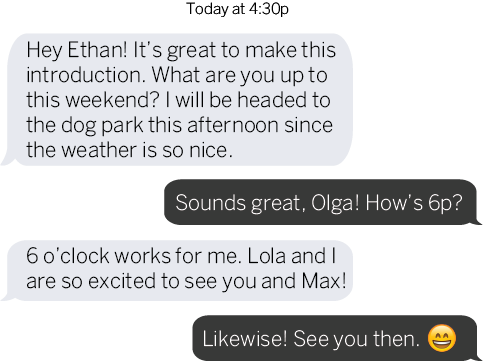 Today at 4:30p
Hey Ethan! It's great to make this
introduction. What are you up to
this weekend? I will be headed to
the dog park this afternoon since
the weather is so nice.
Sounds great, Olga! How's 6p?
6 o'clock works for me. Lola and I
are so excited to see you and Max!
Likewise! See you then. 😄